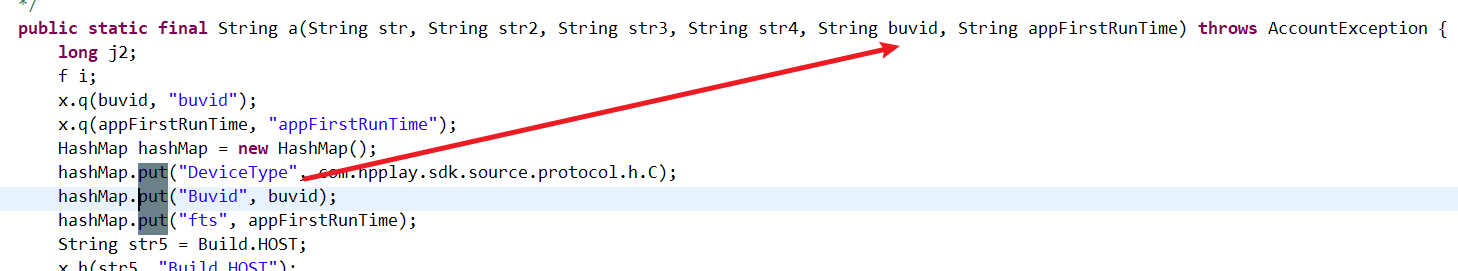 */
public static final String a(String str, String str2, String str3, String str4, String buvid, String appFirstRunTime) throws AccountException {
long j2;
f i;
x.q(buvid, "buvid");
x.q(appFirstRunTime, "appFirstRunTime");
HashMap hashMap = new HashMap();
hashMap.put("DeviceType", com.hpplay.sdk.source.protocol.h.C);
hashMap.put("Buvid", buvid);
hashMap.put("fts", appFirstRunTime);
String str5 = Build.HOST;
x.h(str5, "Build.HOST");